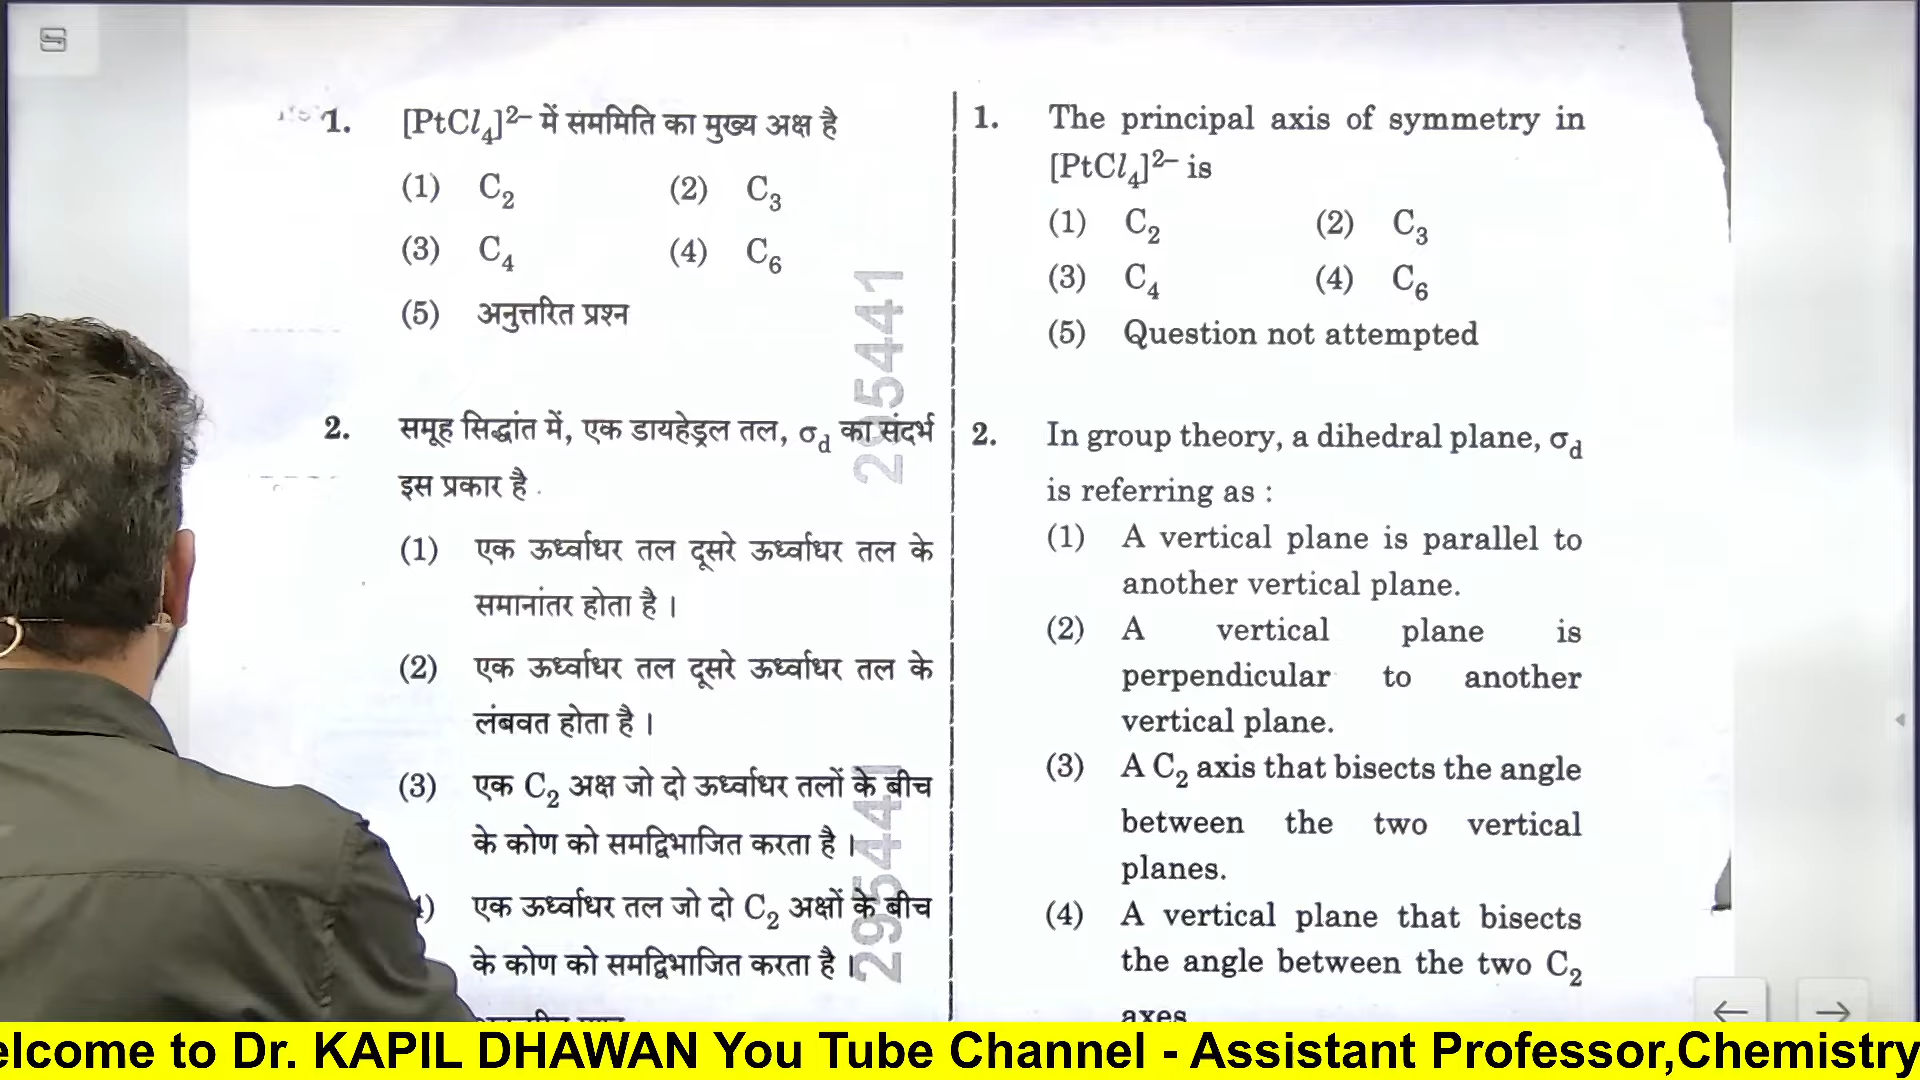 1. [PtCl₄]²⁻ में सममिति का मुख्य अक्ष है
(1) C₂ (2) C₃
(3) C₄ (4) C₆
(5) अनुत्तरित प्रश्न
2. समूह सिद्धांत में, एक डायहेड्रल तल, σd का संदर्भ
इस प्रकार है
(1) एक ऊर्ध्वाधर तल दूसरे ऊर्ध्वाधर तल के
समानांतर होता है ।
(2) एक ऊर्ध्वाधर तल दूसरे ऊर्ध्वाधर तल के
लंबवत होता है ।
(3) एक C₂ अक्ष जो दो ऊर्ध्वाधर तलों के बीच
के कोण को समद्विभाजित करता है ।
) एक ऊर्ध्वाधर तल जो दो C₂ अक्षों के बीच
के कोण को समद्विभाजित करता है ।
295441
295441
1. The principal axis of symmetry in
[PtCl₄]²⁻ is
(1) C₂ (2) C₃
(3) C₄ (4) C₆
(5) Question not attempted
2. In group theory, a dihedral plane, σd
is referring as :
(1) A vertical plane is parallel to
another vertical plane.
(2) A vertical plane is
perpendicular to another
vertical plane.
(3) A C₂ axis that bisects the angle
between the two vertical
planes.
(4) A vertical plane that bisects
the angle between the two C₂
axes
elcome to Dr. KAPIL DHAWAN You Tube Channel - Assistant Professor,Chemistry